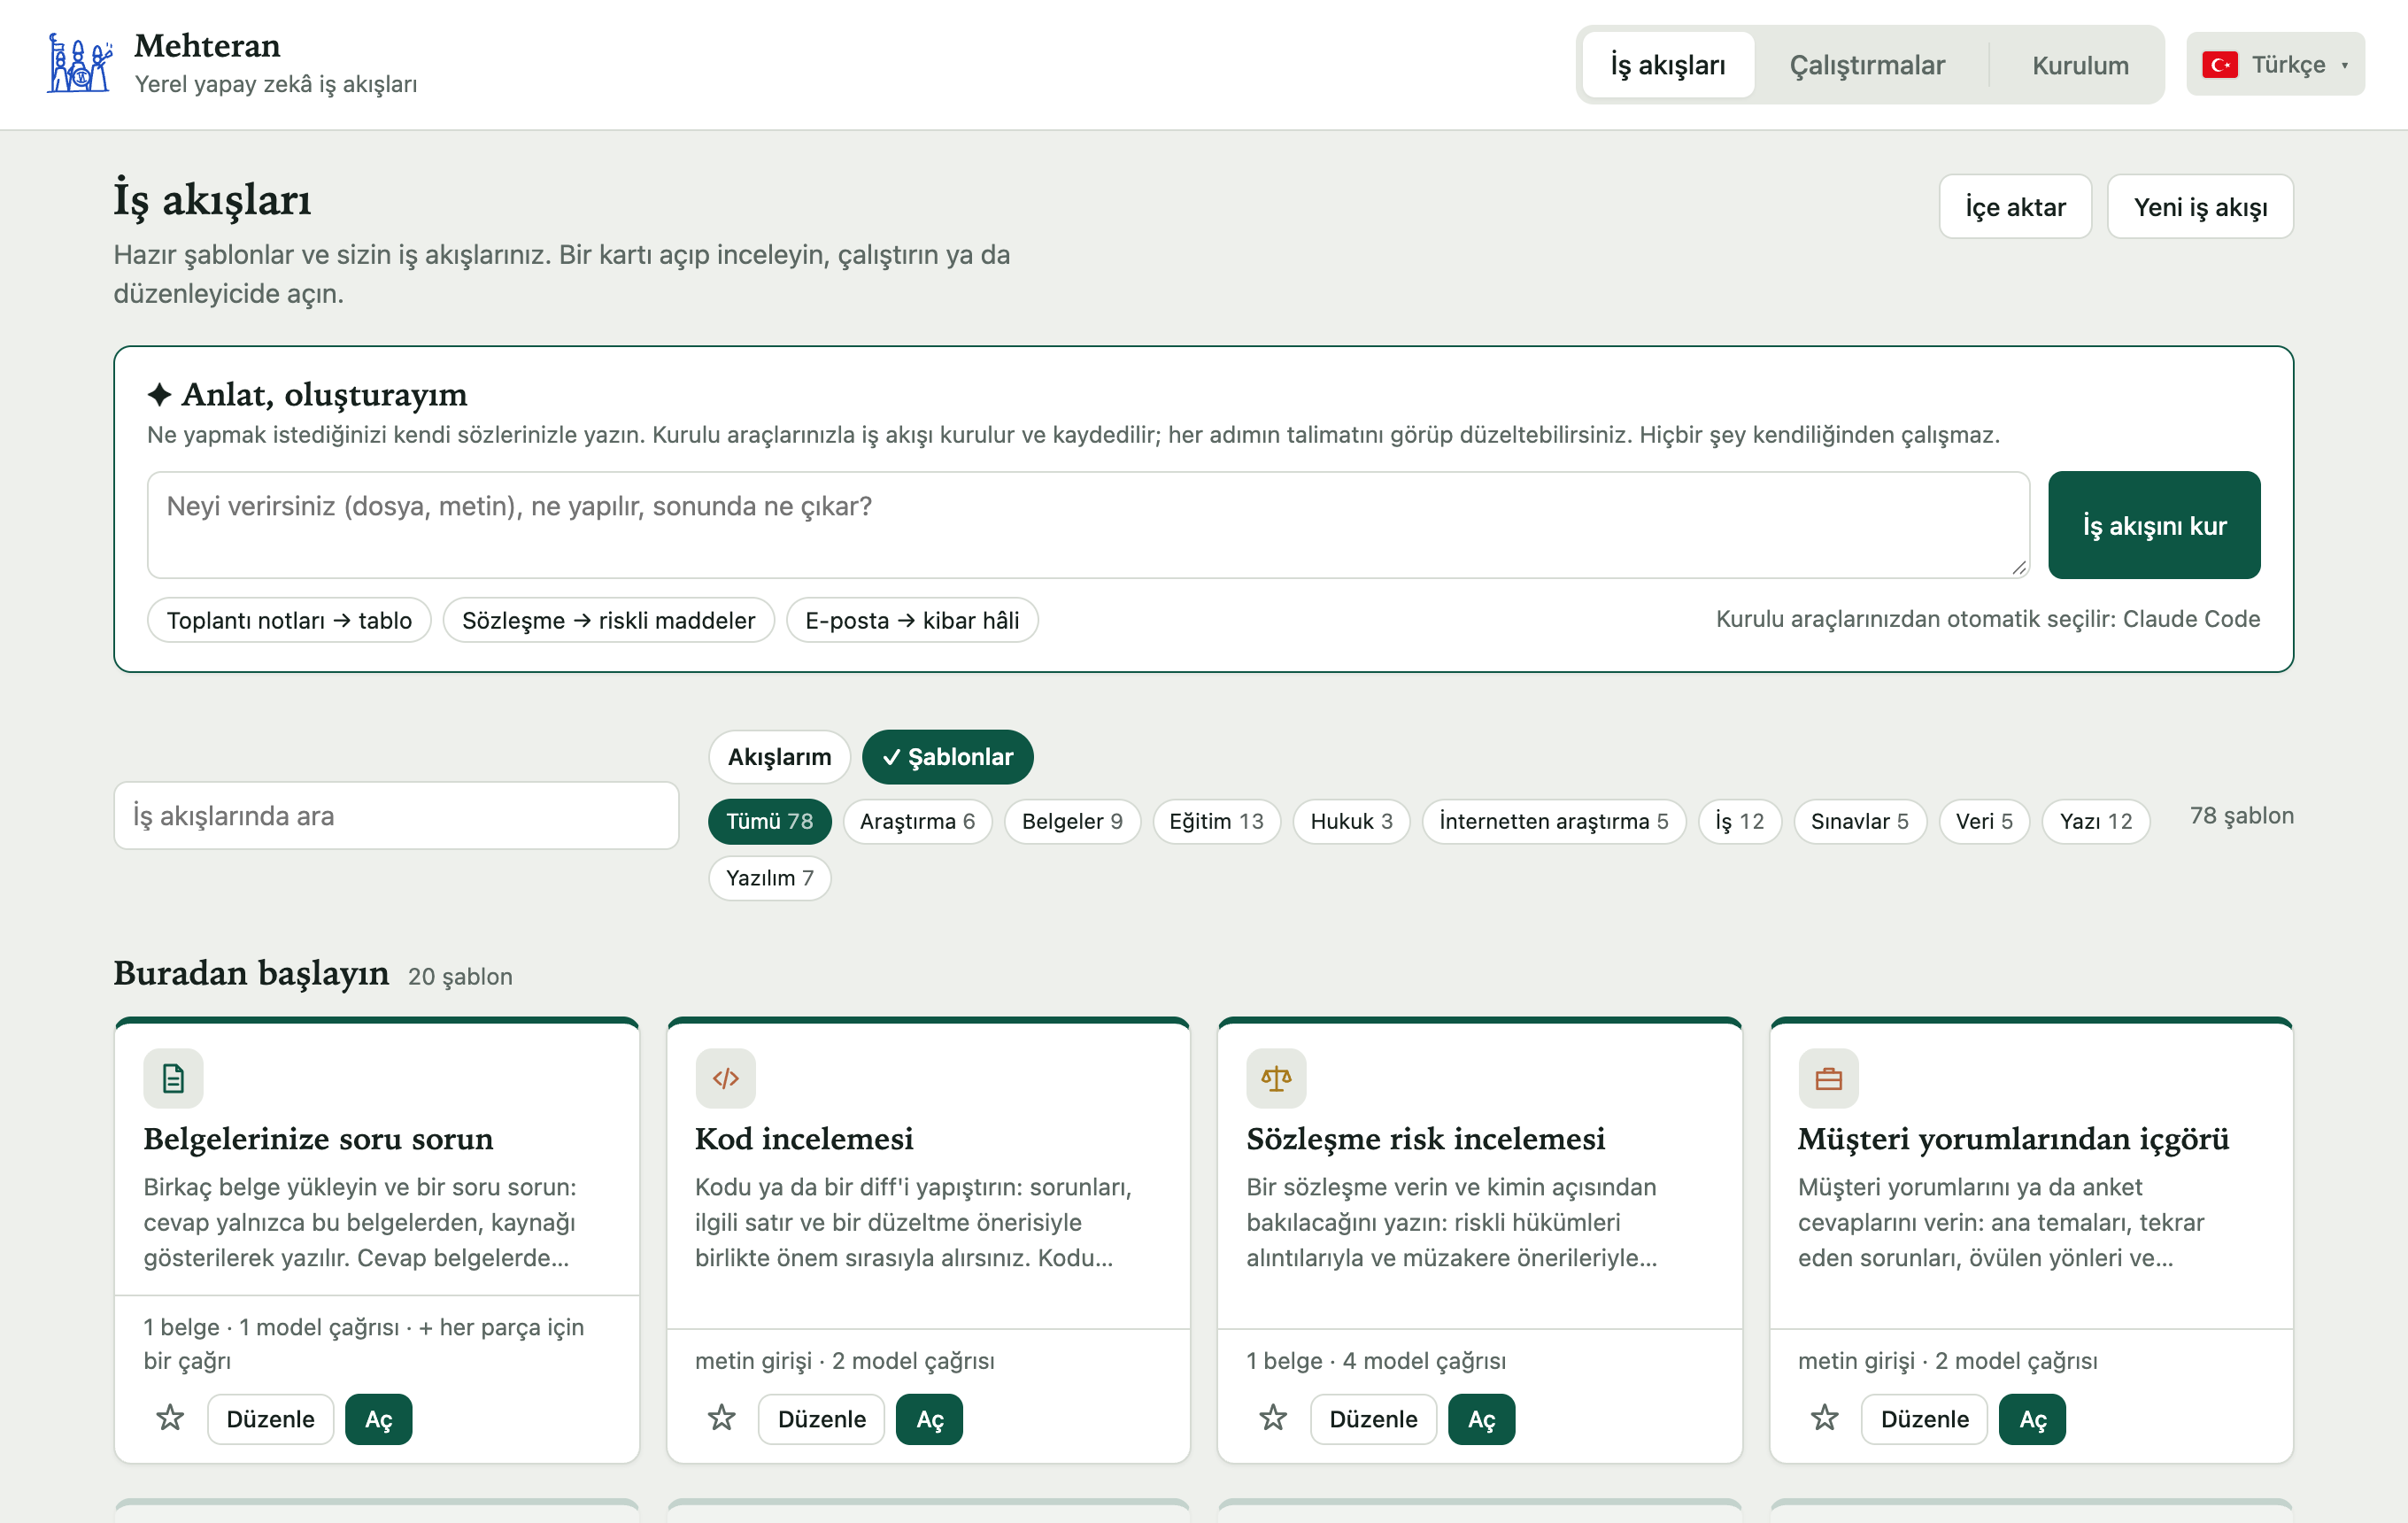 Mehteran
Yerel yapay zekâ iş akışları
İş akışları
Çalıştırmalar
Kurulum
Türkçe
İş akışları
Hazır şablonlar ve sizin iş akışlarınız. Bir kartı açıp inceleyin, çalıştırın ya da
düzenleyicide açın.
İçe aktar
Yeni iş akışı
Anlat, oluşturayım
Ne yapmak istediğinizi kendi sözlerinizle yazın. Kurulu araçlarınızla iş akışı kurulur ve kaydedilir; her adımın talimatını görüp düzeltebilirsiniz. Hiçbir şey kendiliğinden çalışmaz.
Neyi verirsiniz (dosya, metin), ne yapılır, sonunda ne çıkar?
İş akışını kur
Toplantı notları → tablo
Sözleşme → riskli maddeler
E-posta → kibar hâli
Kurulu araçlarınızdan otomatik seçilir: Claude Code
İş akışlarında ara
Akışlarım
✓ Şablonlar
Tümü 78
Araştırma 6
Belgeler 9
Eğitim 13
Hukuk 3
İnternetten araştırma 5
İş 12
Sınavlar 5
Veri 5
Yazı 12
Yazılım 7
78 şablon
Buradan başlayın
20 şablon
Belgelerinize soru sorun
Birkaç belge yükleyin ve bir soru sorun:
cevap yalnızca bu belgelerden, kaynağı
gösterilerek yazılır. Cevap belgelerde...
1 belge · 1 model çağrısı · + her parça için
bir çağrı
Düzenle
Aç
Kod incelemesi
Kodu ya da bir diff'i yapıştırın: sorunları,
ilgili satır ve bir düzeltme önerisiyle
birlikte önem sırasıyla alırsınız. Kodu...
metin girişi · 2 model çağrısı
Düzenle
Aç
Sözleşme risk incelemesi
Bir sözleşme verin ve kimin açısından
bakılacağını yazın: riskli hükümleri
alıntılarıyla ve müzakere önerileriyle...
1 belge · 4 model çağrısı
Düzenle
Aç
Müşteri yorumlarından içgörü
Müşteri yorumlarını ya da anket
cevaplarını verin: ana temaları, tekrar
eden sorunları, övülen yönleri ve...
metin girişi · 2 model çağrısı
Düzenle
Aç